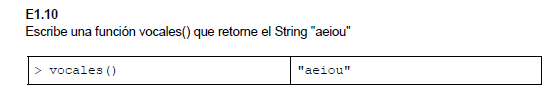 E1.10
Escribe una función vocales() que retorne el String "aeiou"
> vocales() "aeiou"